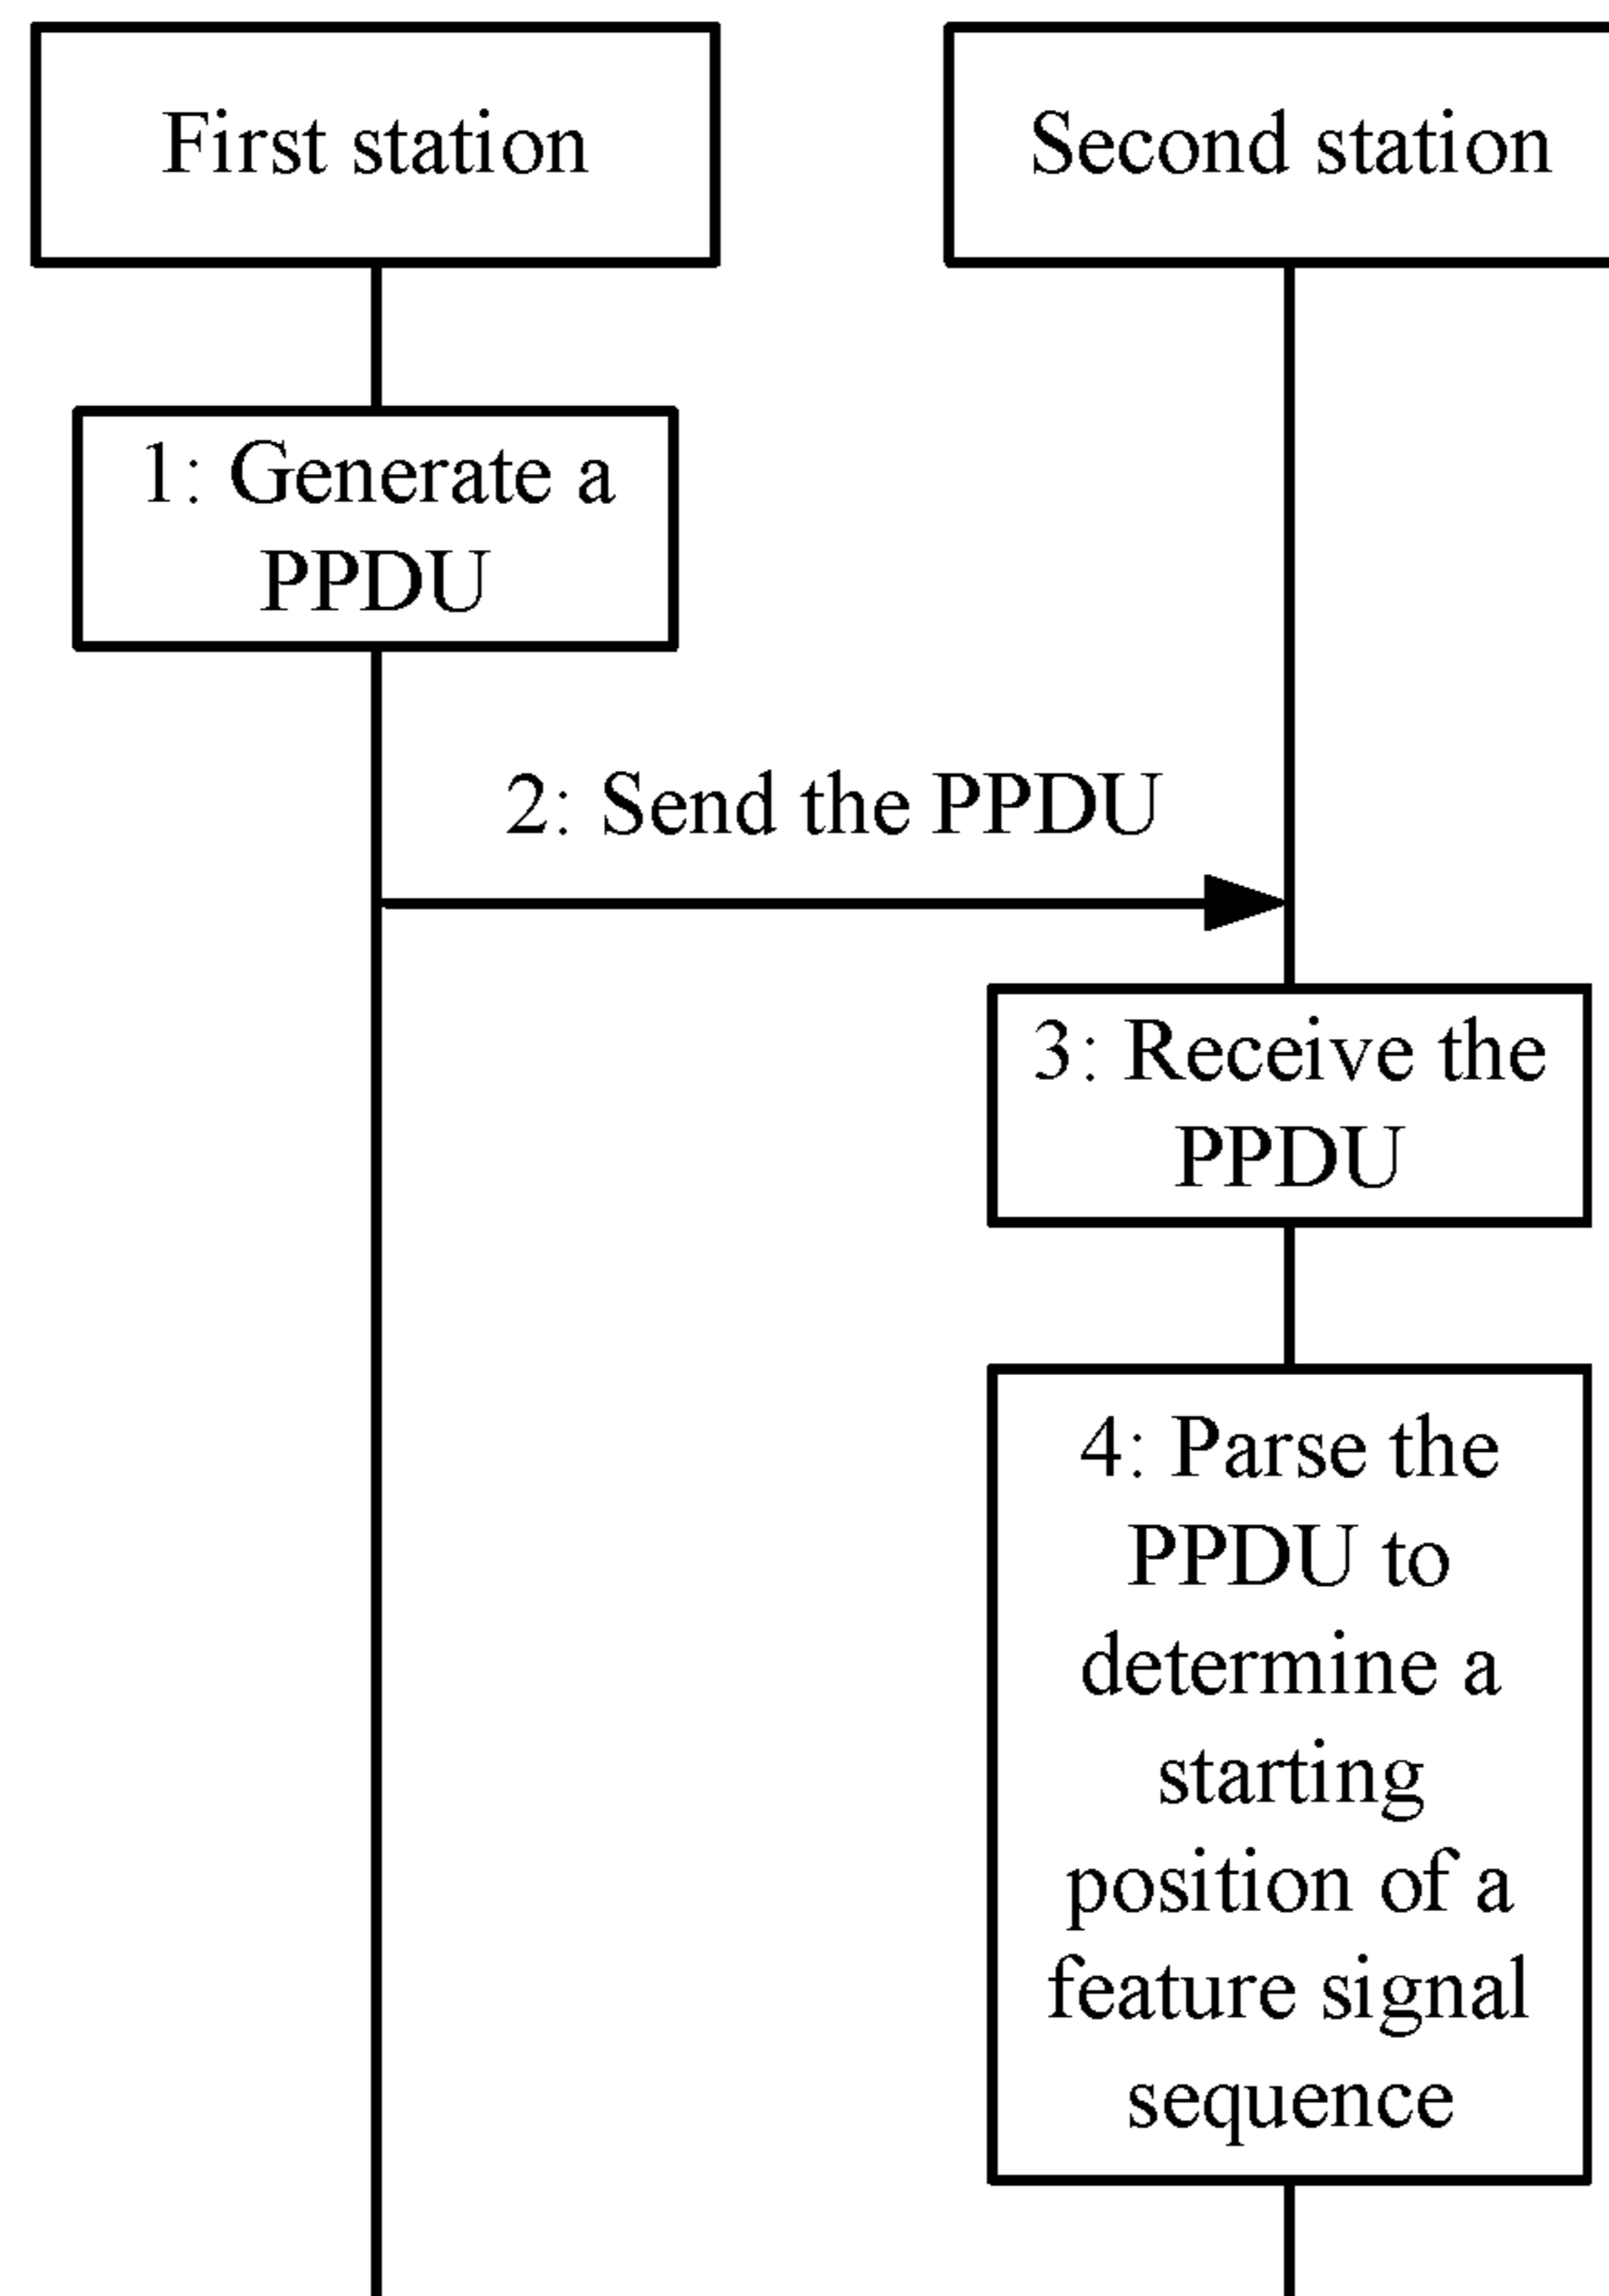 First station
Second station
1: Generate a
PPDU
2: Send the PPDU
3: Receive the
PPDU
4: Parse the
PPDU to
determine a
starting
position of a
feature signal
sequence